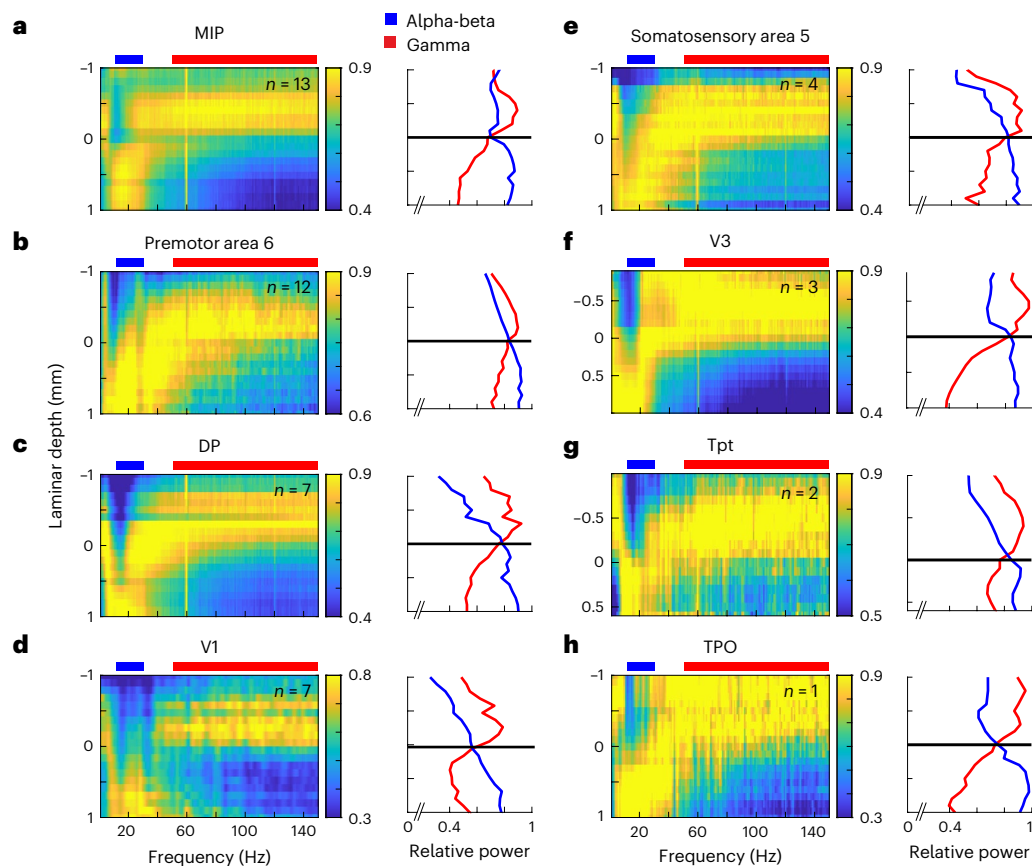 a
MIP
Alpha-beta
Gamma
–1
0
1
n = 13
0.9
0.4
b
Premotor area 6
–1
0
1
n = 12
0.9
0.6
c
DP
–1
0
1
n = 7
0.9
0.4
d
V1
–1
0
1
n = 7
0.8
0.3
20
60
100
140
Frequency (Hz)
0
0.4
1
Relative power
Laminar depth (mm)
e
Somatosensory area 5
–1
0
1
n = 4
0.9
0.4
f
V3
–0.5
0
0.5
n = 3
0.9
0.4
g
Tpt
–0.5
0
0.5
n = 2
0.9
0.5
h
TPO
–1
0
1
n = 1
0.9
0.4
20
60
100
140
Frequency (Hz)
0
0.4
1
Relative power